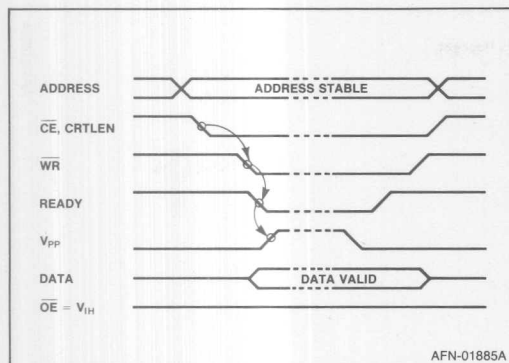 ADDRESS ADDRESS STABLE
CE, CRTLEN
WR
READY
VPP
DATA DATA VALID
OE = VIH
AFN-01885A